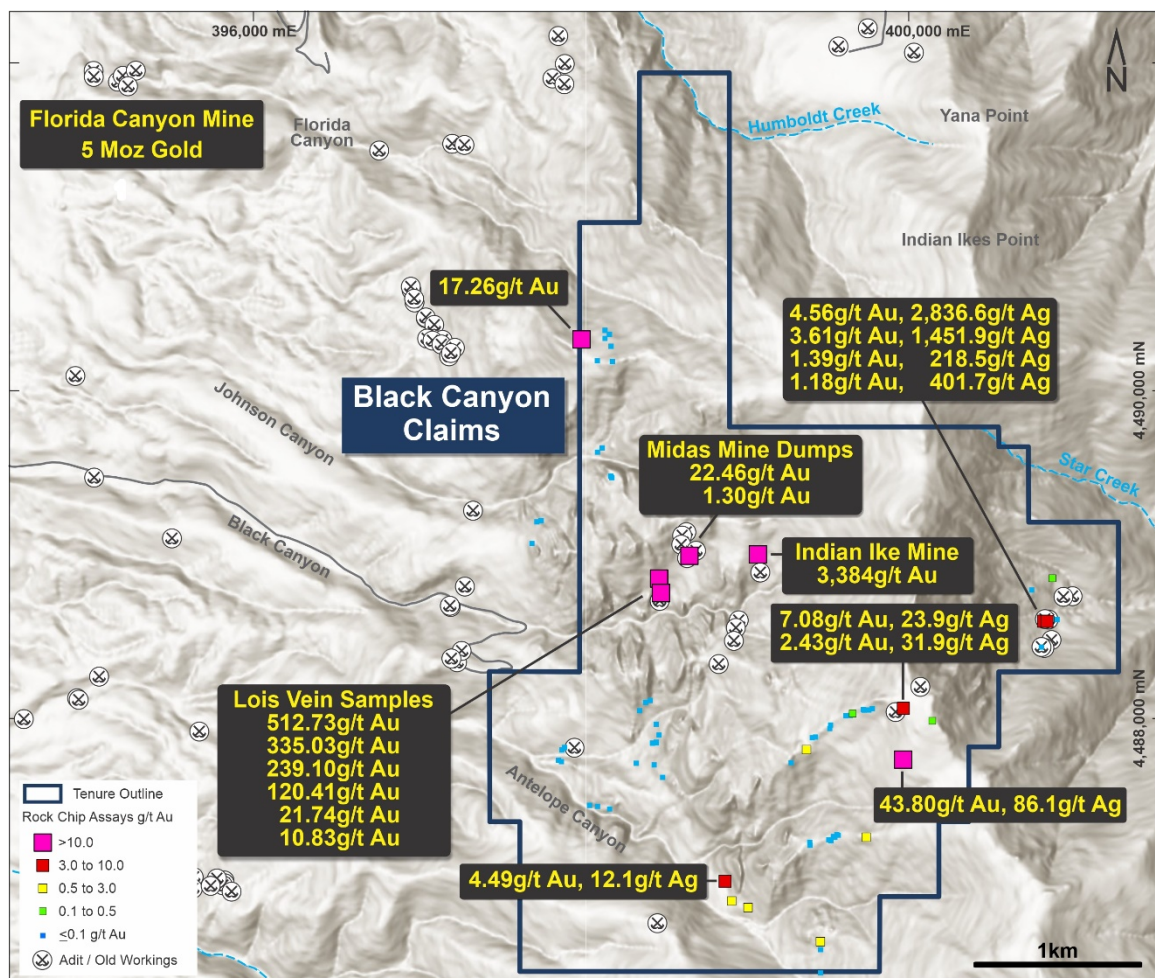 396,000 mE
400,000 mE
N
Florida Canyon Mine
5 Moz Gold
Florida
Canyon
Humboldt Creek
Yana Point
Indian Ikes Point
17.26g/t Au
4.56g/t Au, 2,836.6g/t Ag
3.61g/t Au, 1,451.9g/t Ag
1.39g/t Au, 218.5g/t Ag
1.18g/t Au, 401.7g/t Ag
4,490,000 mN
Black Canyon
Claims
Johnson Canyon
Midas Mine Dumps
22.46g/t Au
1.30g/t Au
Star Creek
Black Canyon
Indian Ike Mine
3,384g/t Au
7.08g/t Au, 23.9g/t Ag
2.43g/t Au, 31.9g/t Ag
Lois Vein Samples
512.73g/t Au
335.03g/t Au
239.10g/t Au
120.41g/t Au
21.74g/t Au
10.83g/t Au
4,488,000 mN
Antelope Canyon
43.80g/t Au, 86.1g/t Ag
4.49g/t Au, 12.1g/t Ag
Tenure Outline
Rock Chip Assays g/t Au
>10.0
3.0 to 10.0
0.5 to 3.0
0.1 to 0.5
≤0.1 g/t Au
Adit / Old Workings
1km